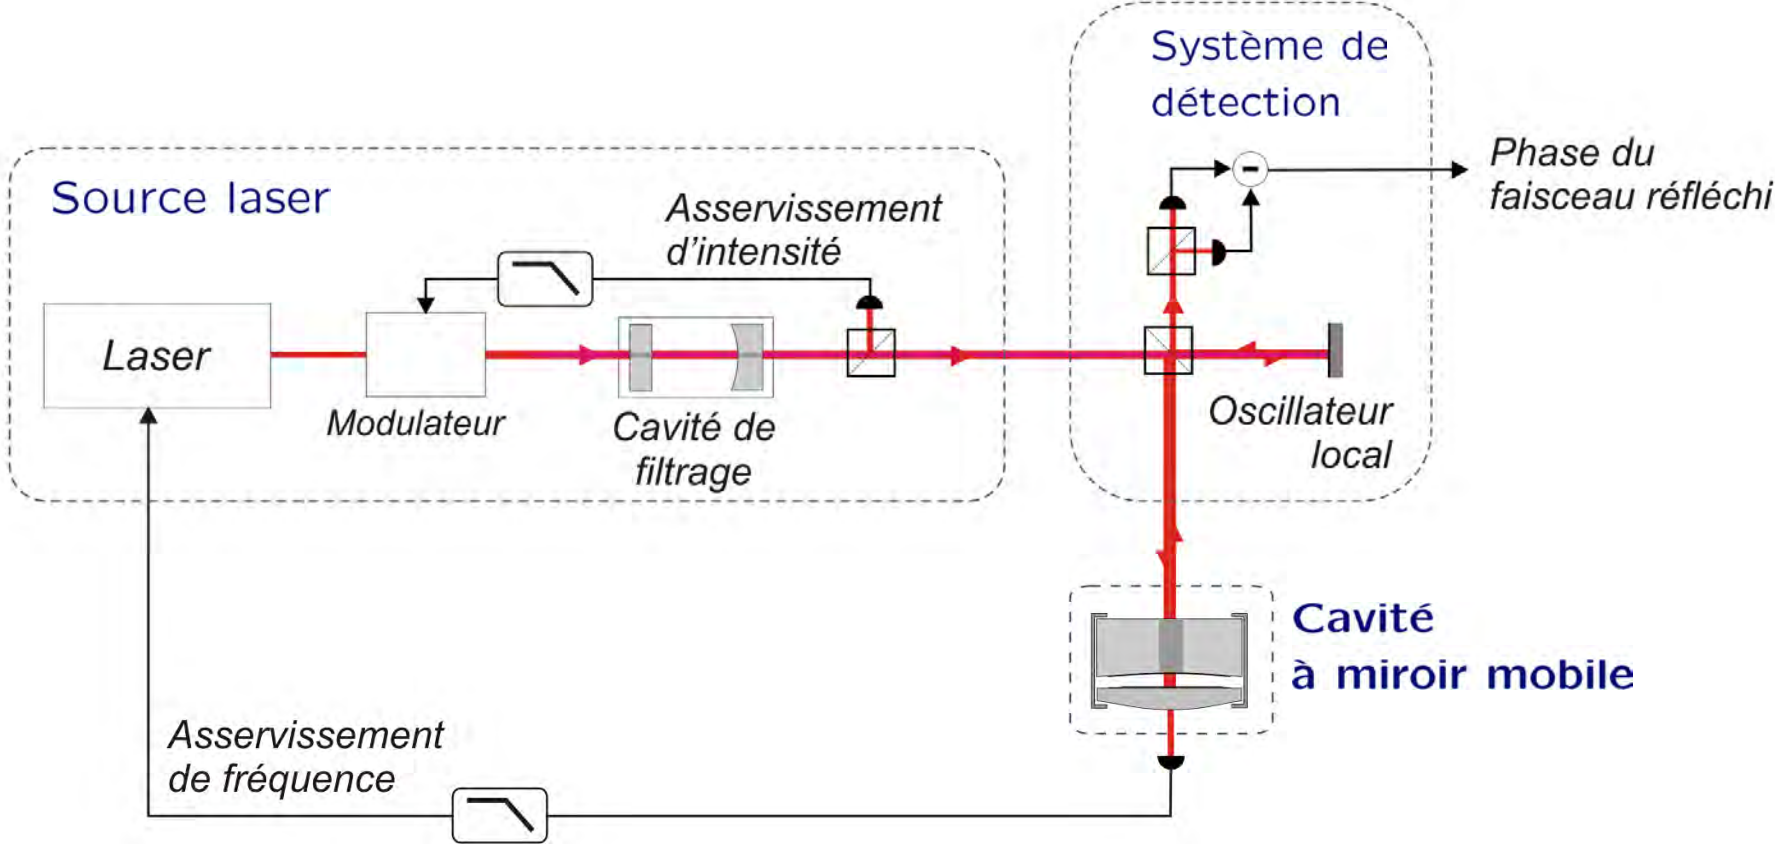 Système de
détection
Phase du
faisceau réfléchi
Source laser
Asservissement
d'intensité
Laser
Modulateur
Cavité de
filtrage
Oscillateur
local
Cavité
à miroir mobile
Asservissement
de fréquence